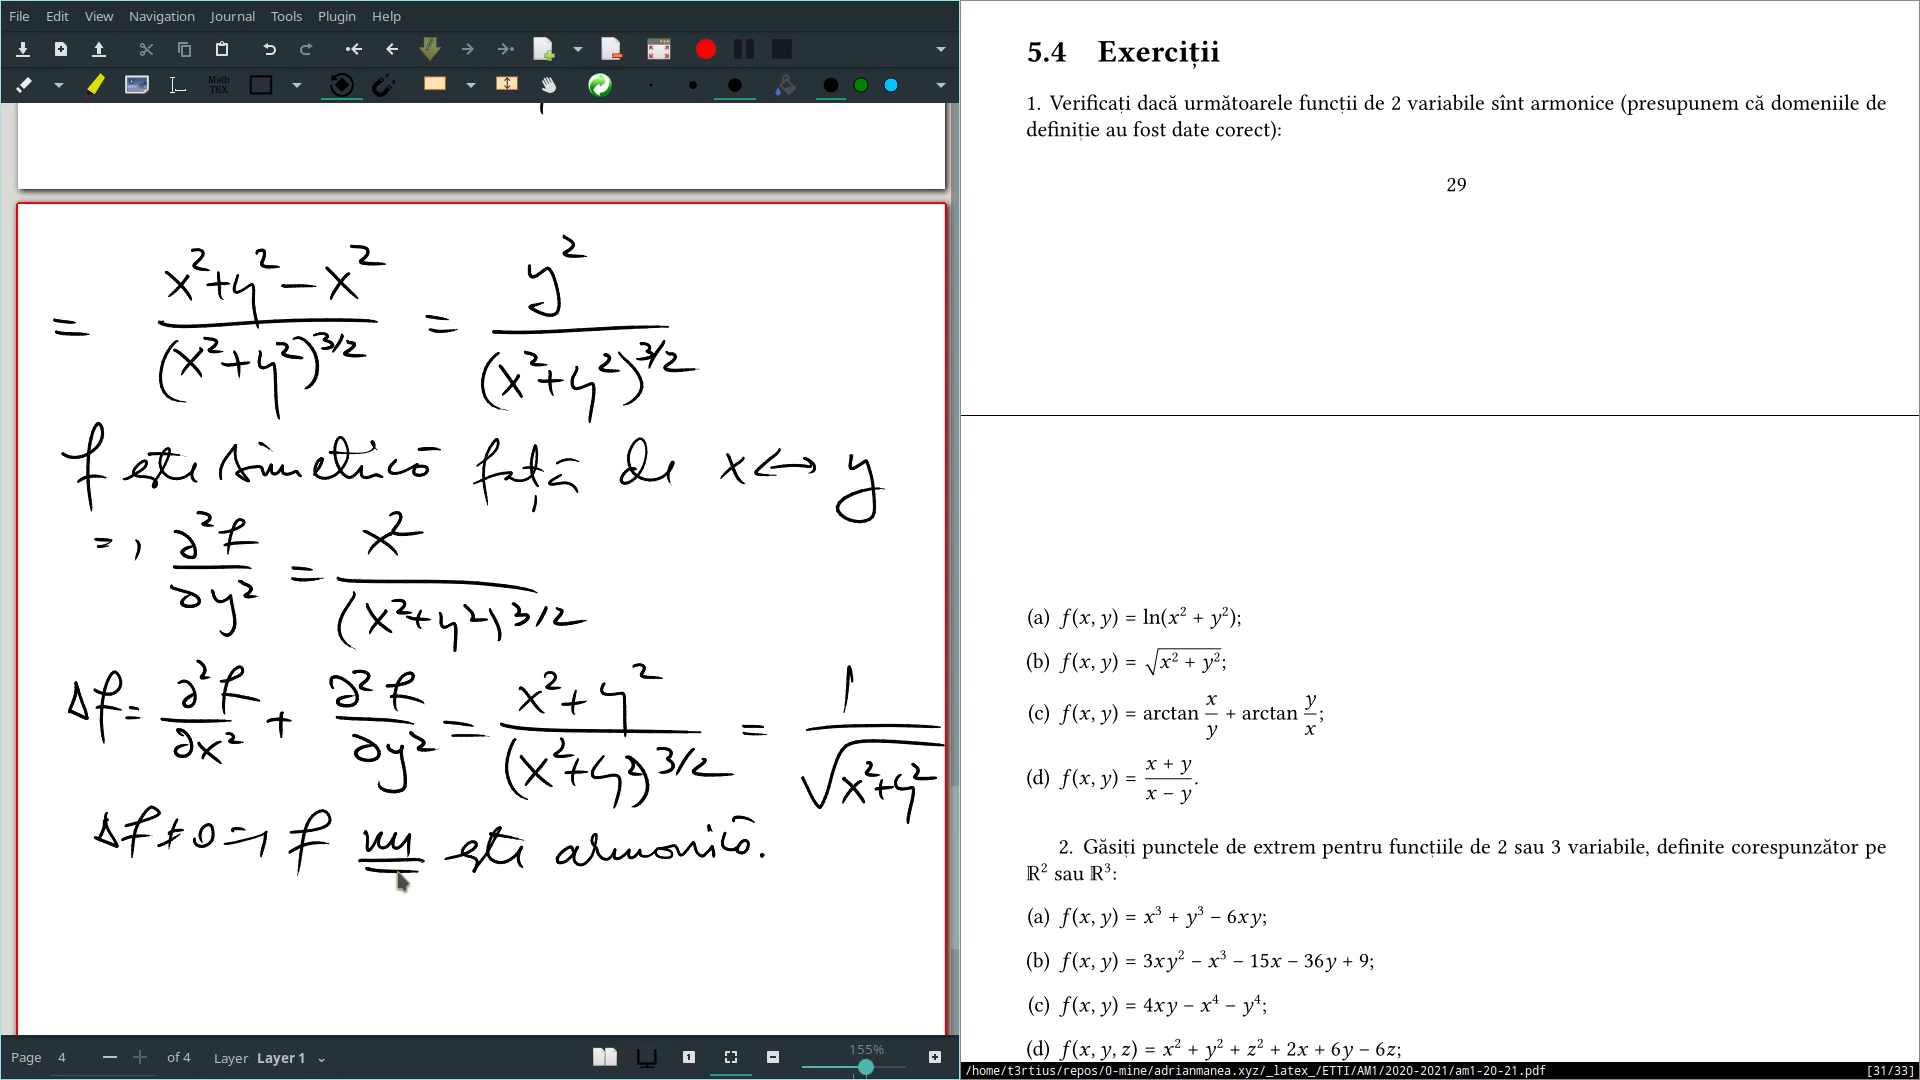 File Edit View Navigation Journal Tools Plugin Help
Math TEX
= x²+y²−x² / (x²+y²)^3/2 = y² / (x²+y²)^3/2
f este simetrică față de x↔y
=> ∂²f/∂y² = x² / (x²+y²)^3/2
Δf = ∂²f/∂x² + ∂²f/∂y² = x²+y² / (x²+y²)^3/2 = 1/√x²+y²
Δf≠0 => f nu este armonică.
Page 4 of 4 Layer Layer 1 155%
5.4 Exerciții
1. Verificați dacă următoarele funcții de 2 variabile sînt armonice (presupunem că domeniile de
definiție au fost date corect):
29
(a) f(x, y) = ln(x² + y²);
(b) f(x, y) = √x² + y²;
(c) f(x, y) = arctan x/y + arctan y/x;
(d) f(x, y) = x + y / x − y.
2. Găsiți punctele de extrem pentru funcțiile de 2 sau 3 variabile, definite corespunzător pe
ℝ² sau ℝ³:
(a) f(x, y) = x³ + y³ − 6xy;
(b) f(x, y) = 3xy² − x³ − 15x − 36y + 9;
(c) f(x, y) = 4xy − x⁴ − y⁴;
(d) f(x, y, z) = x² + y² + z² + 2x + 6y − 6z;
/home/t3rtius/repos/0-mine/adrianmanea.xyz/_latex_/ETTI/AM1/2020-2021/am1-20-21.pdf [31/33]